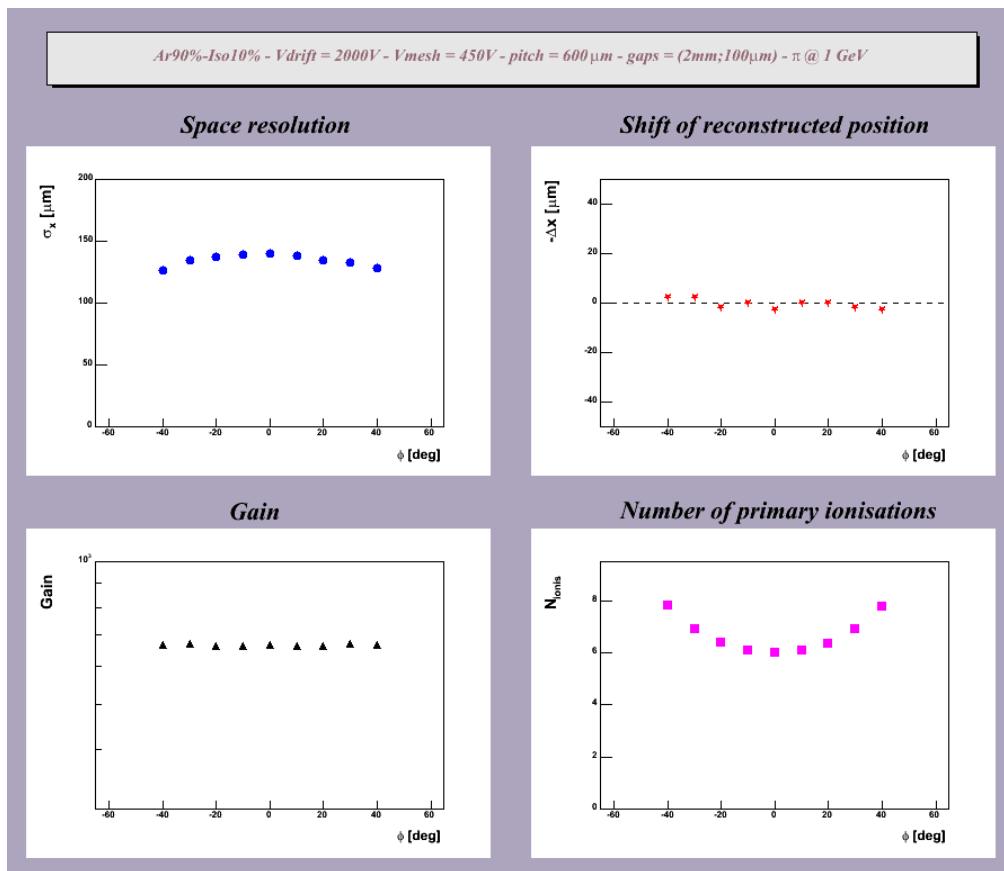 Ar90%-Iso10% - Vdrift = 2000V - Vmesh = 450V - pitch = 600 μm - gaps = (2mm;100μm) - π @ 1 GeV
Space resolution
σx [μm]
200
150
100
50
0
-60 -40 -20 0 20 40 60
ϕ [deg]
Shift of reconstructed position
-Δx [μm]
40
20
0
-20
-40
-60 -40 -20 0 20 40 60
ϕ [deg]
Gain
Gain
10³
-60 -40 -20 0 20 40 60
ϕ [deg]
Number of primary ionisations
Nionis
8
6
4
2
0
-60 -40 -20 0 20 40 60
ϕ [deg]